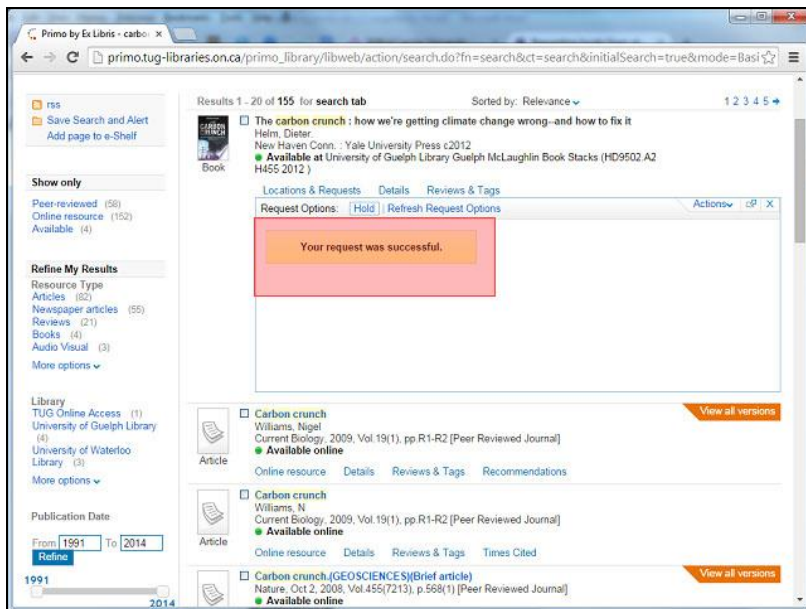 Primo by Ex Libris - carbo
primo.tug-libraries.on.ca/primo_library/libweb/action/search.do?fn=search&ct=search&initialSearch=true&mode=Basi
rss
Save Search and Alert
Add page to e-Shelf
Show only
Peer-reviewed (58)
Online resource (152)
Available (4)
Refine My Results
Resource Type
Articles (82)
Newspaper articles (55)
Reviews (21)
Books (4)
Audio Visual (3)
More options
Library
TUG Online Access (1)
University of Guelph Library
(4)
University of Waterloo
Library (3)
More options
Publication Date
From 1991 To 2014
Refine
1991
2014
Results 1 - 20 of 155 for search tab Sorted by: Relevance 1 2 3 4 5
CARBON CRUNCH
Book
The carbon crunch : how we're getting climate change wrong--and how to fix it
Helm, Dieter.
New Haven Conn. : Yale University Press c2012
Available at University of Guelph Library Guelph McLaughlin Book Stacks (HD9502.A2
H455 2012 )
Locations & Requests Details Reviews & Tags
Request Options: Hold | Refresh Request Options Actions X
Your request was successful.
Article
Carbon crunch View all versions
Williams, Nigel
Current Biology, 2009, Vol.19(1), pp.R1-R2 [Peer Reviewed Journal]
Available online
Online resource Details Reviews & Tags Recommendations
Article
Carbon crunch
Williams, N
Current Biology, 2009, Vol.19(1), pp.R1-R2 [Peer Reviewed Journal]
Available online
Online resource Details Reviews & Tags Times Cited
Carbon crunch.(GEOSCIENCES)(Brief article) View all versions
Nature, Oct 2, 2008, Vol.455(7213), p.568(1) [Peer Reviewed Journal]
Available online